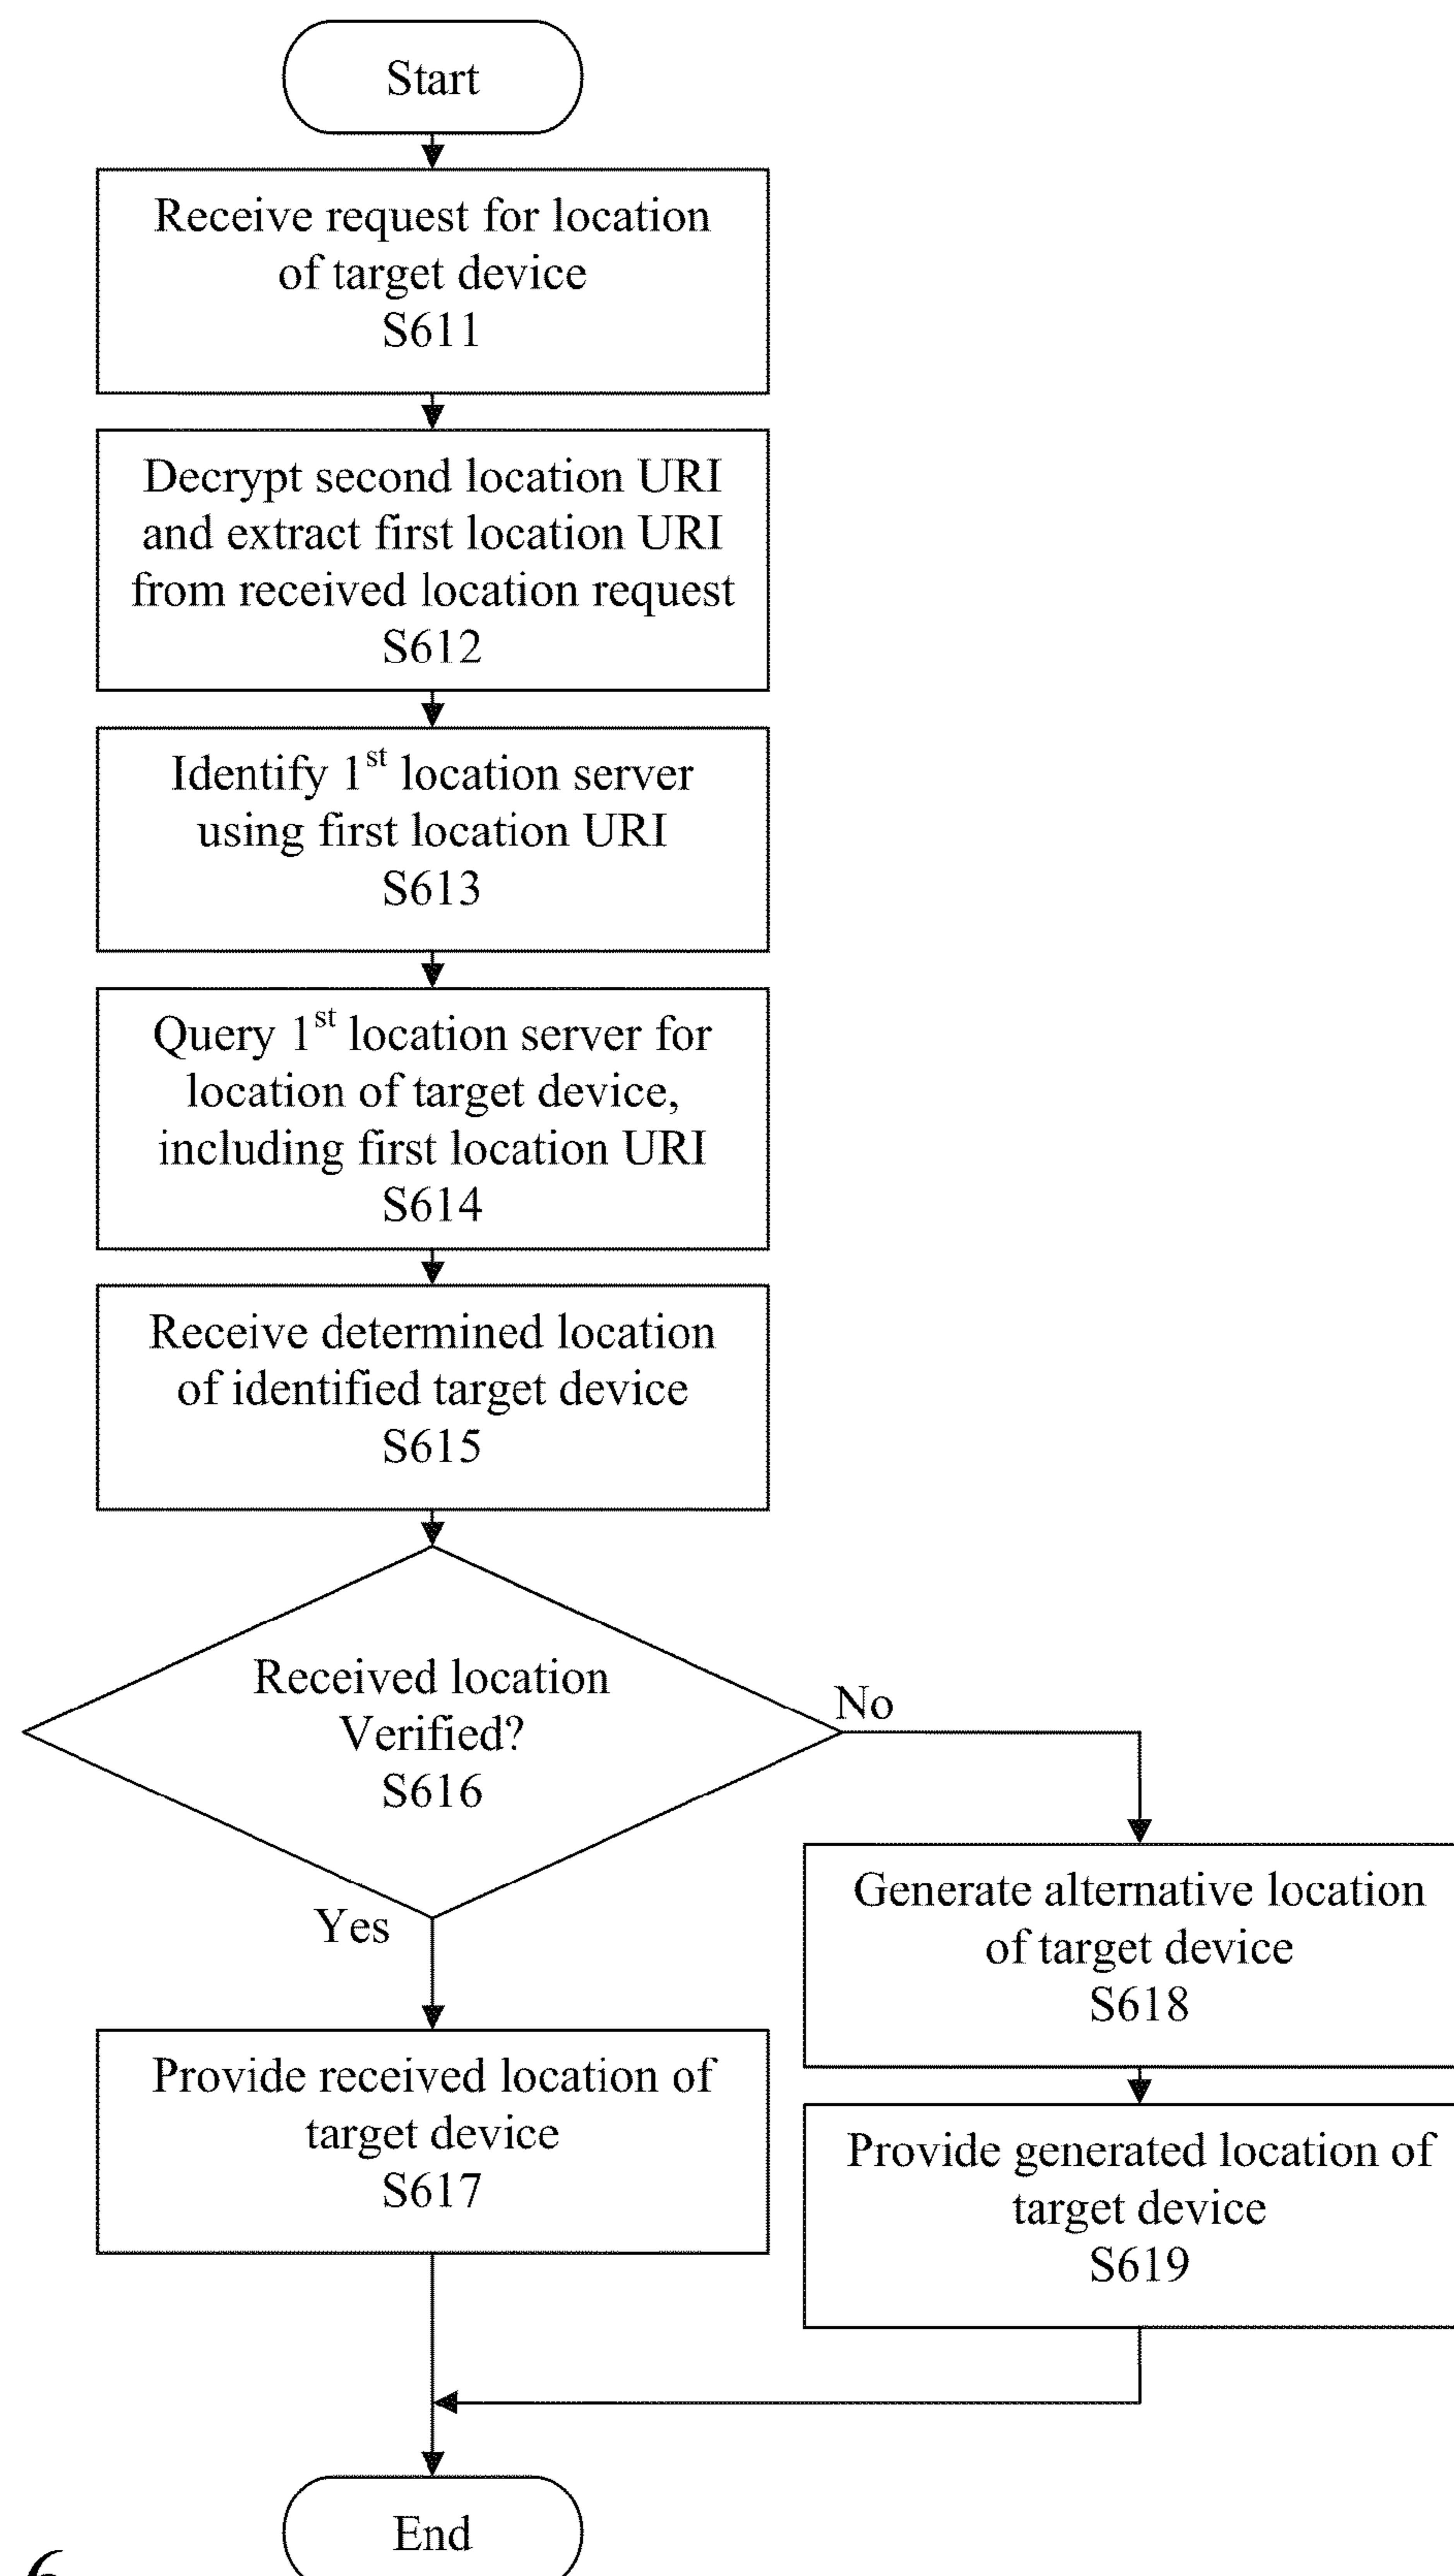 Start
Receive request for location
of target device
S611
Decrypt second location URI
and extract first location URI
from received location request
S612
Identify 1st location server
using first location URI
S613
Query 1st location server for
location of target device,
including first location URI
S614
Receive determined location
of identified target device
S615
Received location
Verified?
S616
No
Yes
Generate alternative location
of target device
S618
Provide received location of
target device
S617
Provide generated location of
target device
S619
End